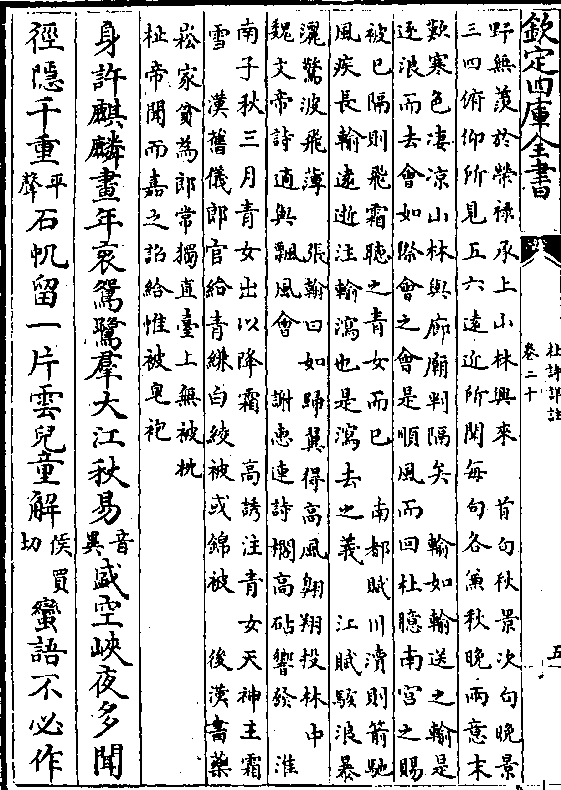 欽定四庫全書
杜詩詳註
卷二十
五
野無羨於榮祿承上山林興來 首句秋景次句晚景
三四俯仰所見五六遠近所聞每句各兼秋晚兩意末
歎寒色凄凉山林與廊廟判隔矣 輸如輸送之輸是
逐浪而去會如際會之會是順風而回杜臆南宮之賜
被已隔則飛霜聽之青女而已 南都賦川瀆則箭馳
風疾長輸遠逝注輸瀉也是瀉去之義 江賦駭浪暴
灑驚波飛薄 張翰曰如歸翼得高風翺翔投林中
魏文帝詩適與飄風會 謝惠連詩櫩高砧響發 淮
南子秋三月青女出以降霜 高誘注青女天神主霜
雪 漢舊儀郎官給青縑白綾被或錦被 後漢書藥
崧家貧為郎常獨直臺上無被枕
杫帝聞而嘉之詔給惟被皂袍
身許麒麟畫年衰鴛鷺羣大江秋易音異盛空峽夜多聞
徑隱千重平聲石帆留一片雲兒童解侯買切蠻語不必作